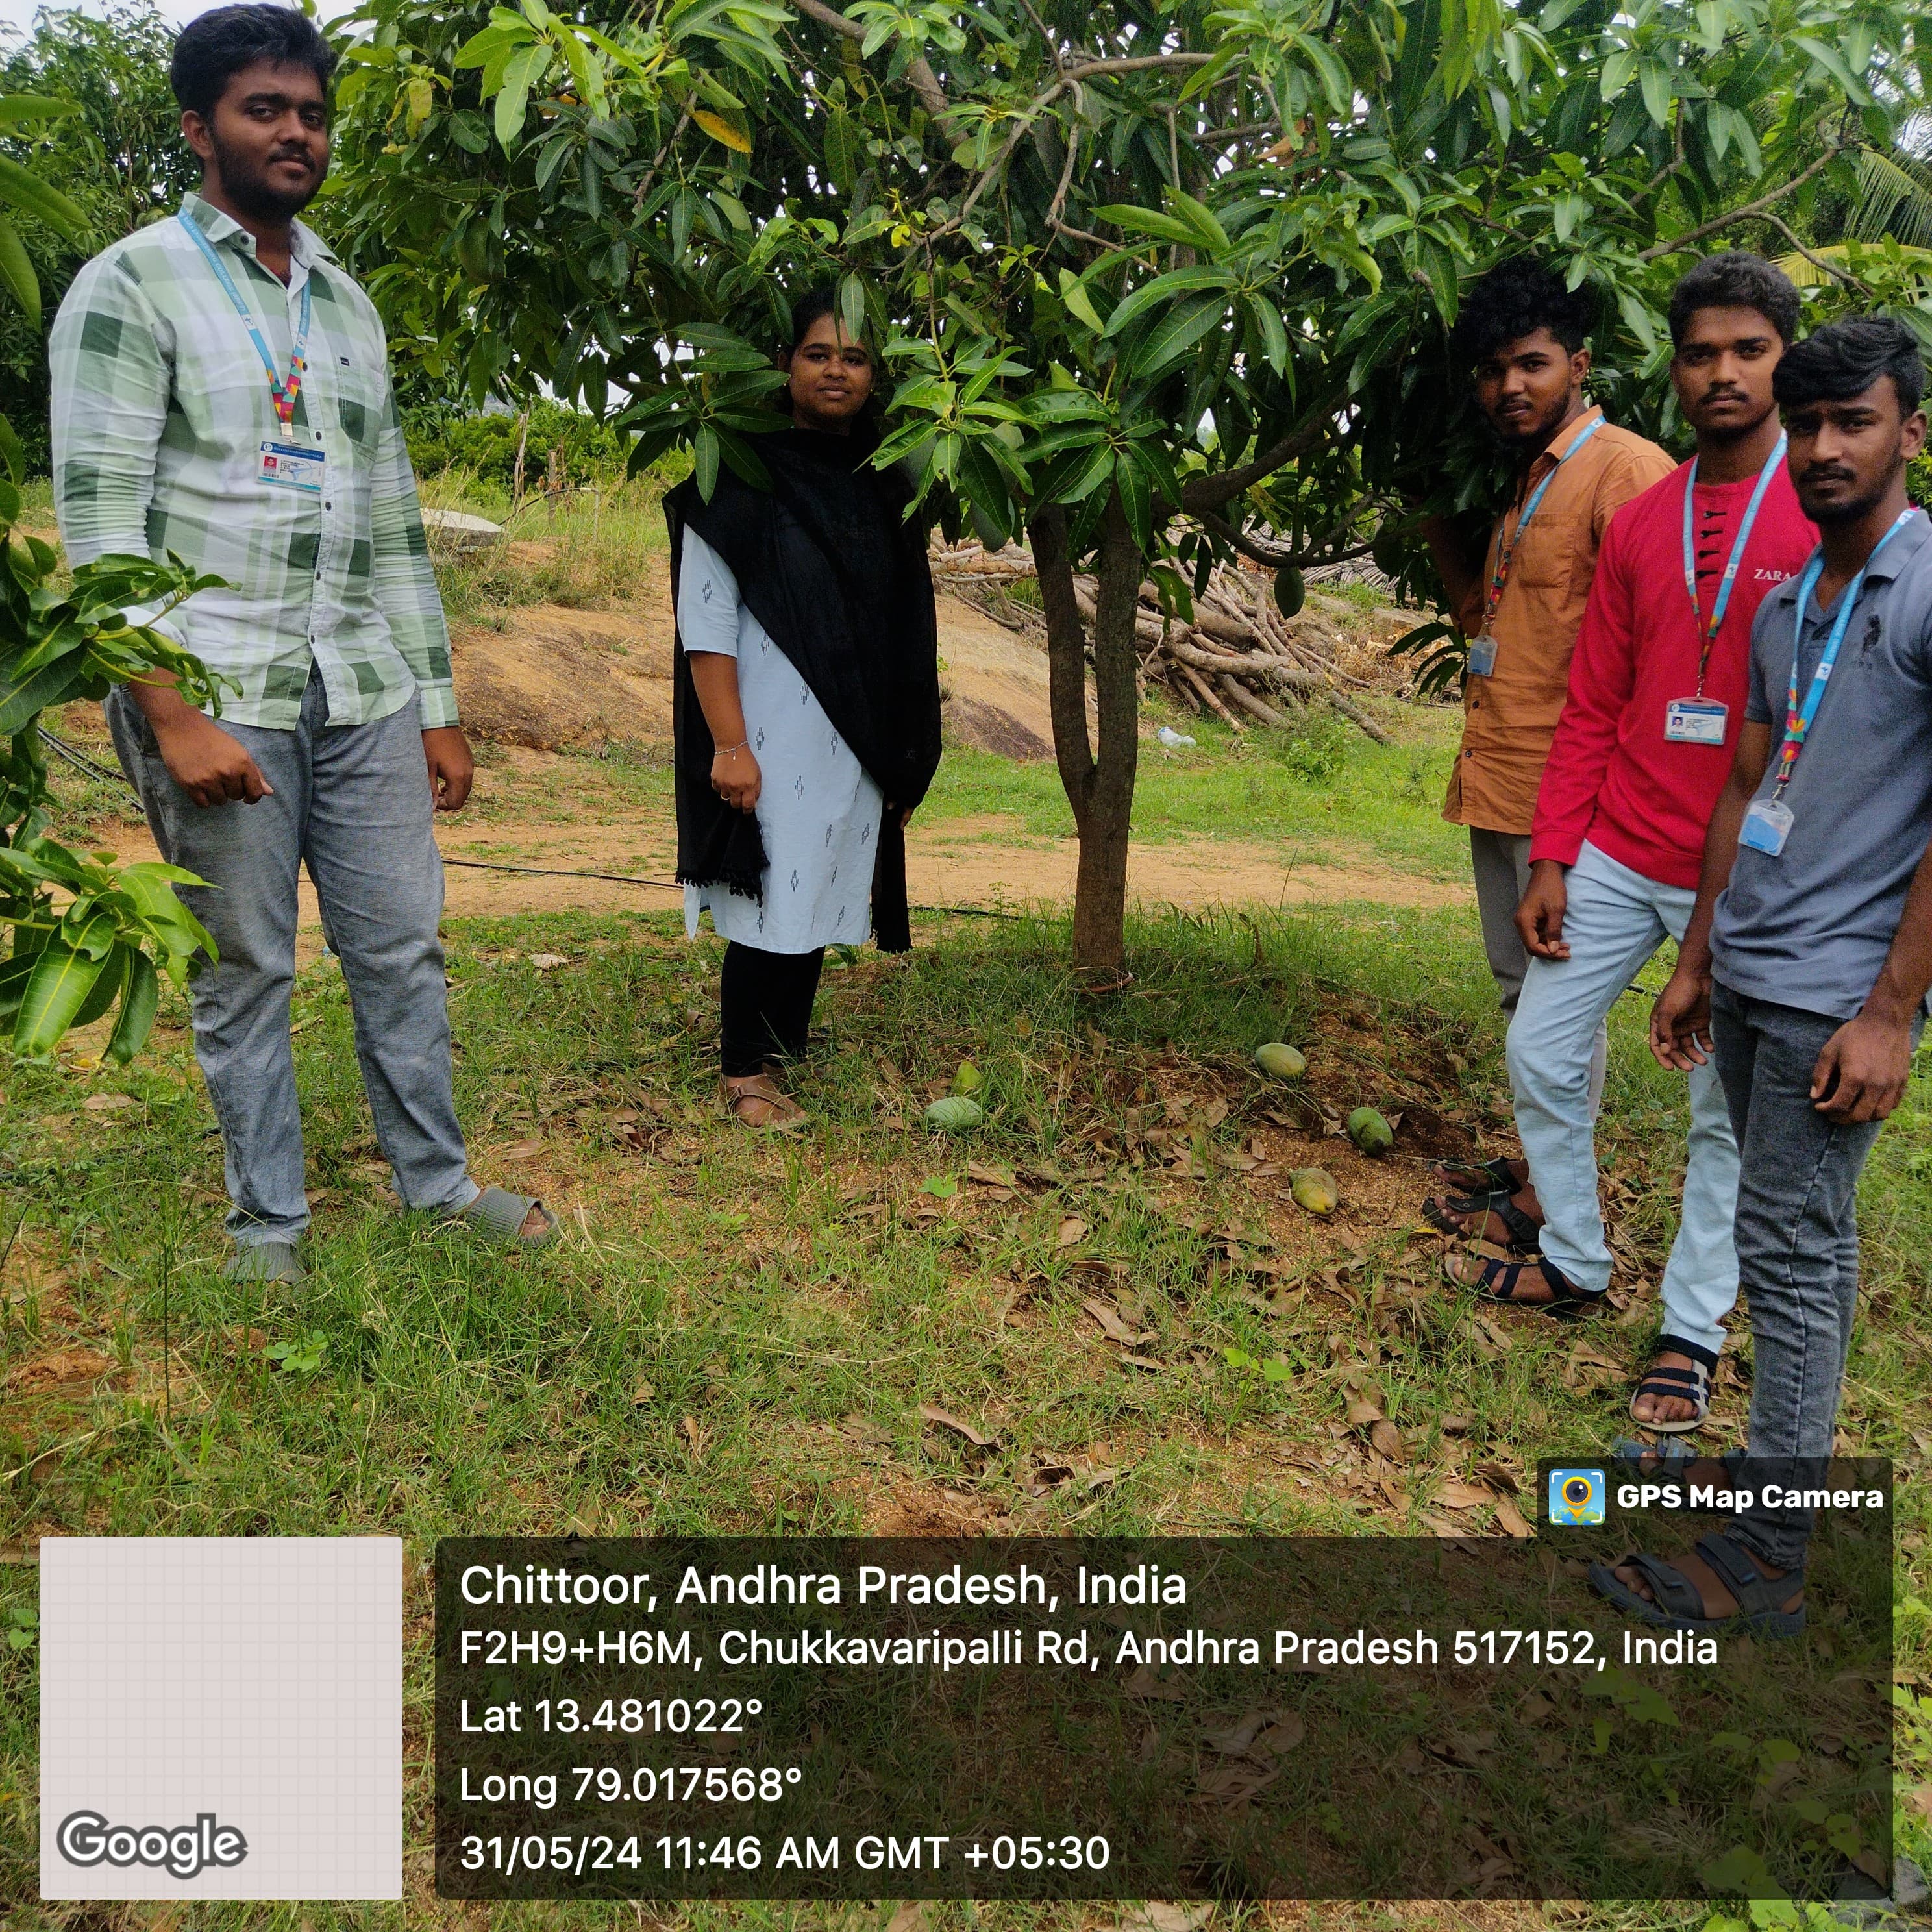 ZARA
GPS Map Camera
Chittoor, Andhra Pradesh, India
F2H9+H6M, Chukkavaripalli Rd, Andhra Pradesh 517152, India
Lat 13.481022°
Long 79.017568°
31/05/24 11:46 AM GMT +05:30
Google